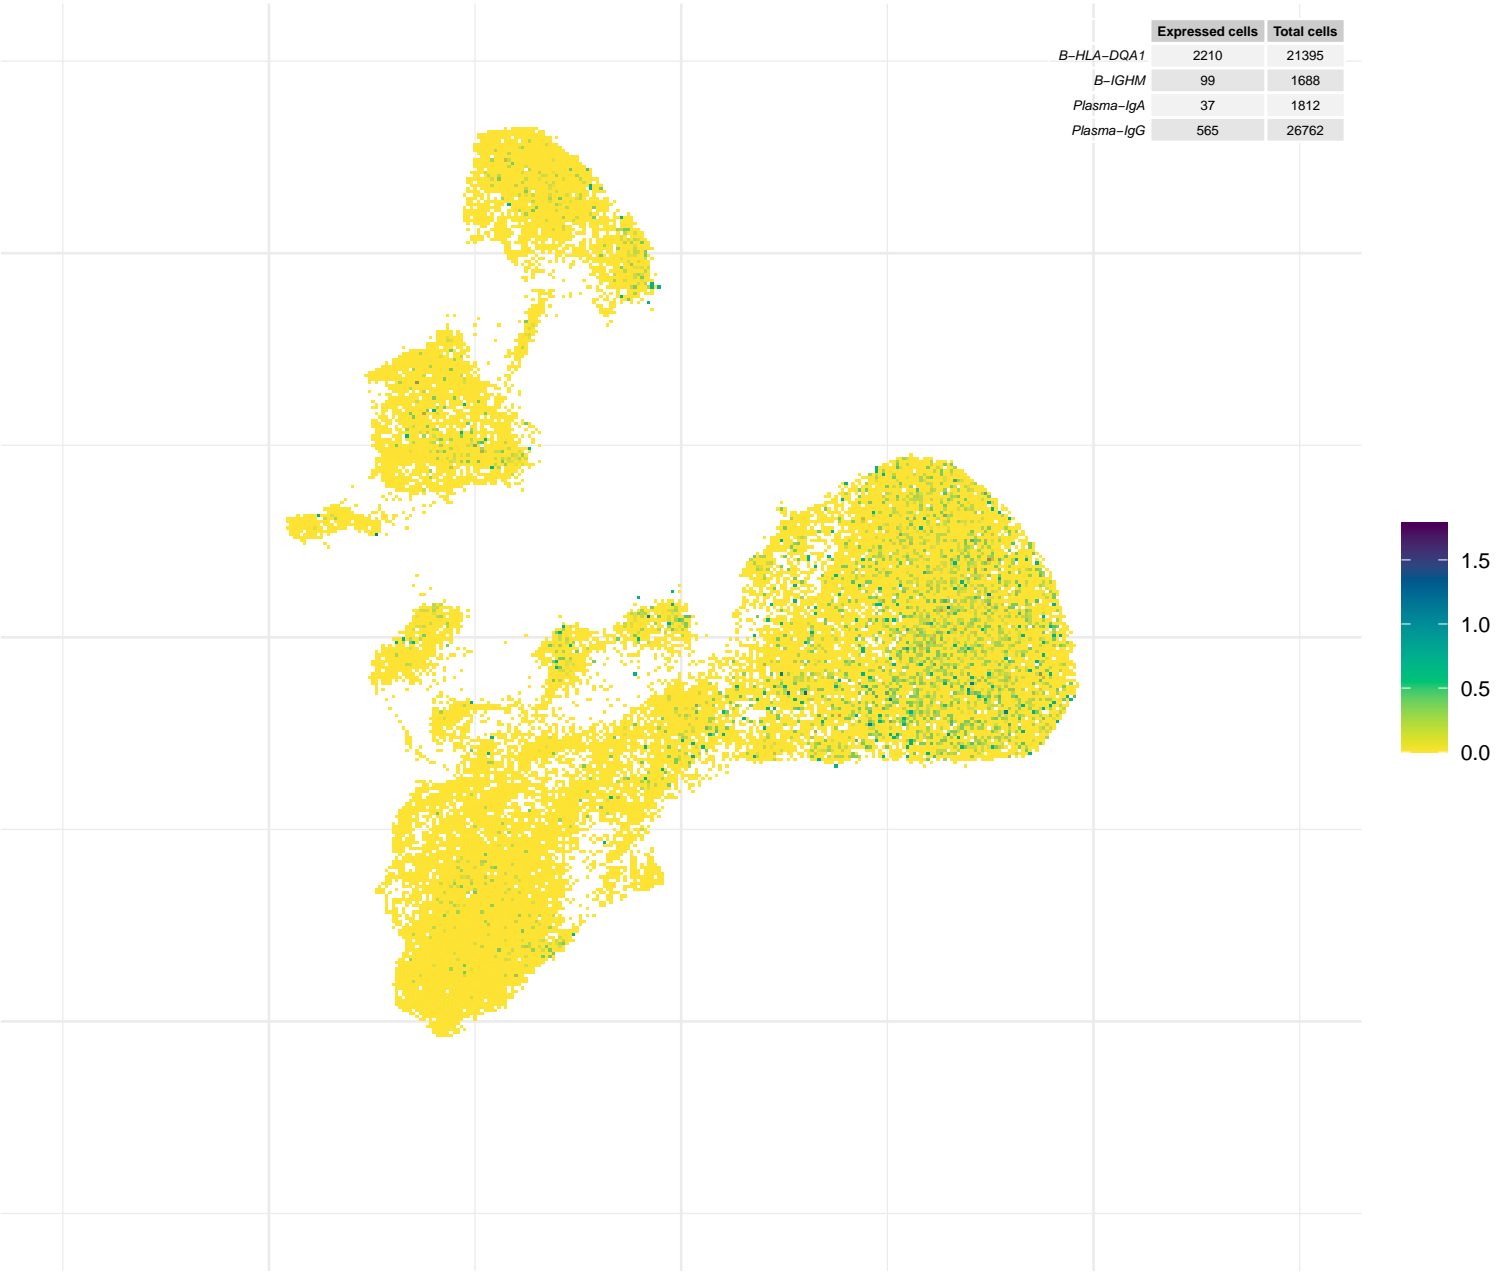 Expressed cells Total cells
B−HLA−DQA1 2210 21395
B−IGHM 99 1688
Plasma−IgA 37 1812
Plasma−IgG 565 26762
1.5
1.0
0.5
0.0